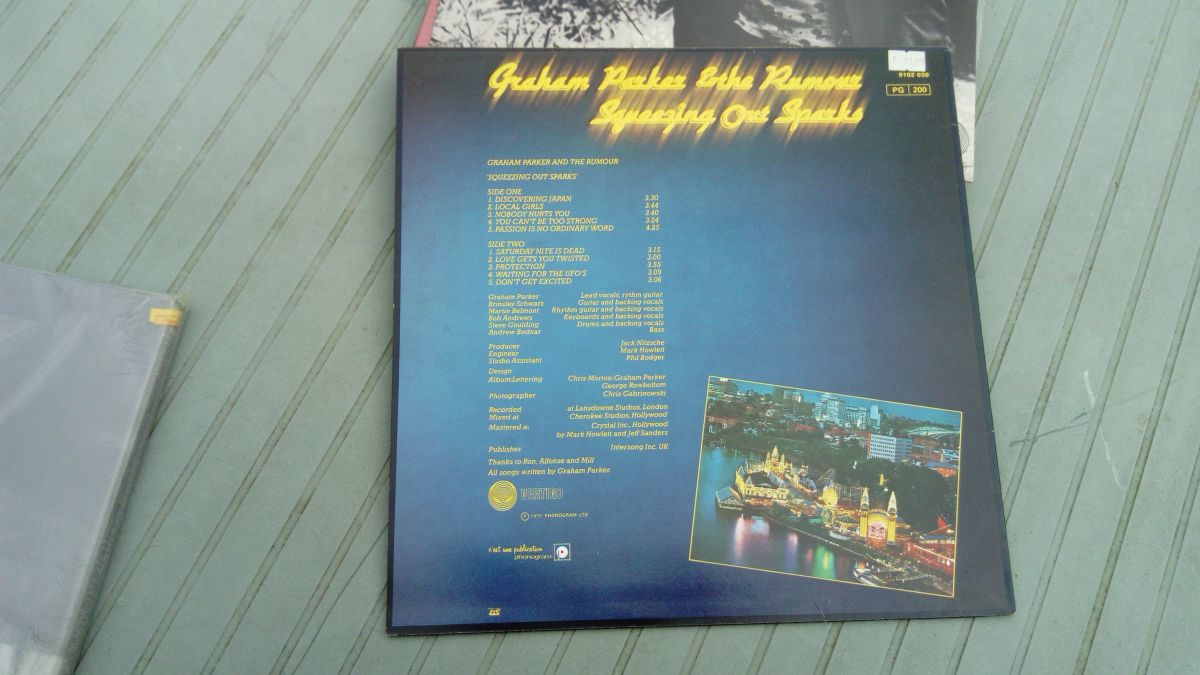 Graham Parker & the Rumour
Squeezing Out Sparks
9102 030
PG 200
GRAHAM PARKER AND THE RUMOUR
'SQUEEZING OUT SPARKS'
SIDE ONE
1. DISCOVERING JAPAN 3.30
2. LOCAL GIRLS 3.44
3. NOBODY HURTS YOU 3.40
4. YOU CAN'T BE TOO STRONG 3.24
5. PASSION IS NO ORDINARY WORD 4.25
SIDE TWO
1. SATURDAY NITE IS DEAD 3.15
2. LOVE GETS YOU TWISTED 3.00
3. PROTECTION 3.55
4. WAITING FOR THE UFO'S 3.09
5. DON'T GET EXCITED 3.06
Graham Parker Lead vocals, rythm guitar
Brinsley Schwarz Guitar and backing vocals
Martin Belmont Rhythm guitar and backing vocals
Bob Andrews Keyboards and backing vocals
Steve Goulding Drums and backing vocals
Andrew Bodnar Bass
Producer Jack Nitzsche
Engineer Mark Howlett
Studio Assistant Phil Bodger
Design
Album/Lettering Chris Morton/Graham Parker
George Rowbottom
Photographer Chris Gabrinowski
Recorded at Lansdowne Studios, London
Mixed at Cherokee Studios, Hollywood
Mastered at Crystal Inc., Hollywood
by Mark Howlett and Jeff Sanders
Publisher Intersong Inc. UK
Thanks to Ron, Alfonse and Mill
All songs written by Graham Parker.
VERTIGO
℗ 1979 PHONOGRAM LTD
c'est une publication
phonogram